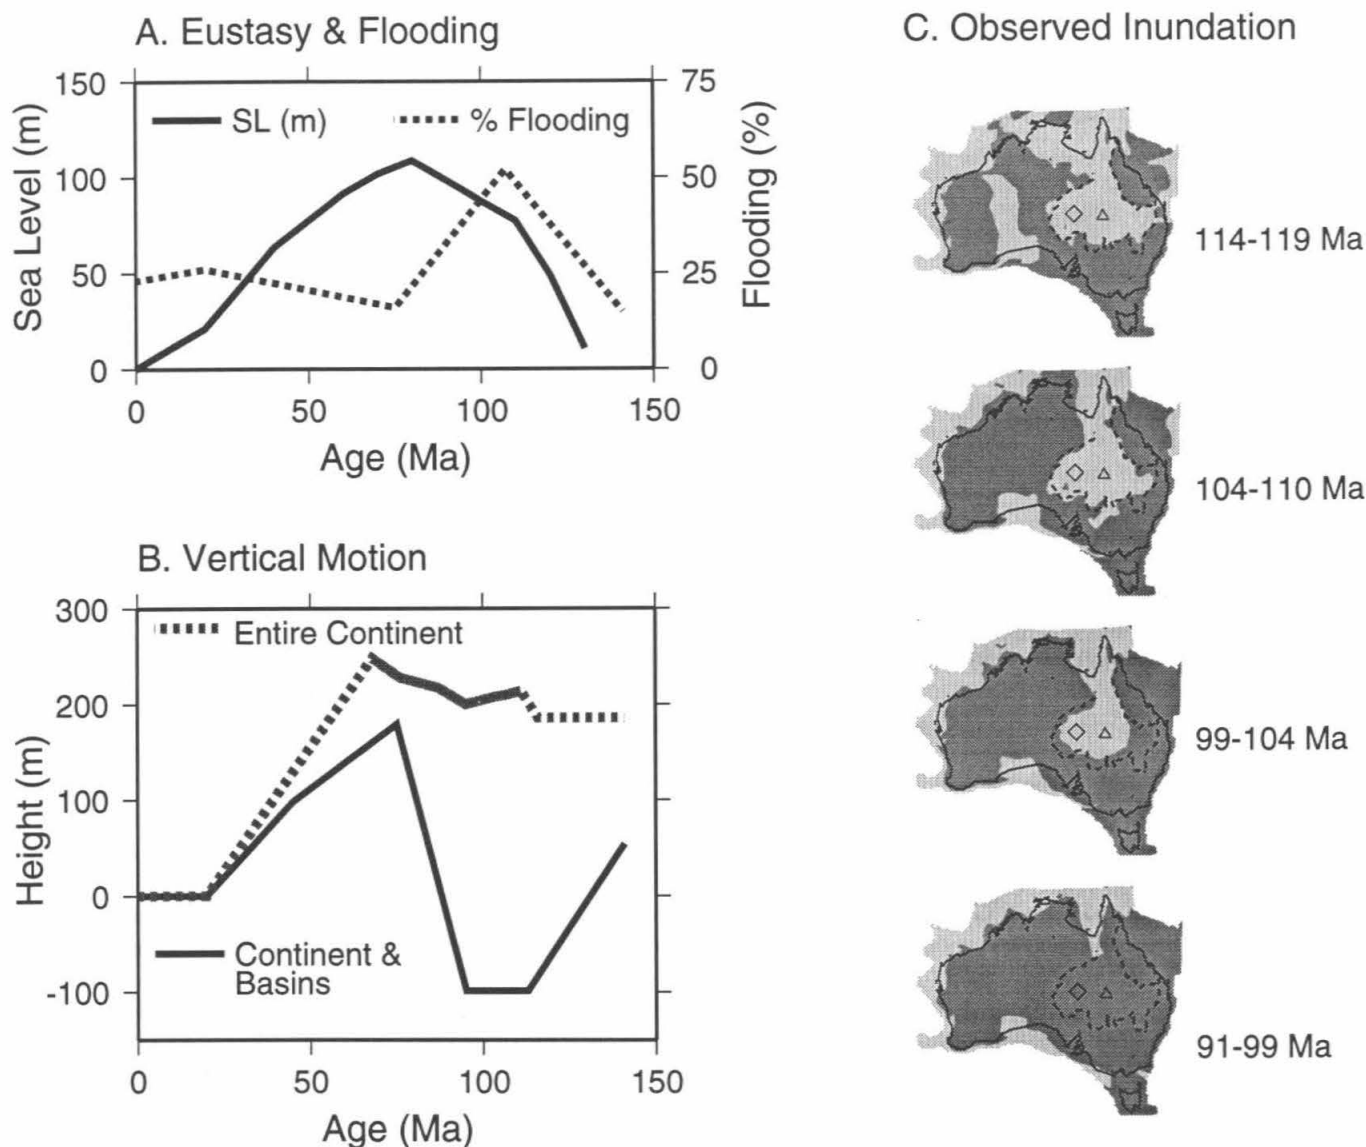 A. Eustasy & Flooding
150
75
SL (m)
% Flooding
100
50
50
25
0
0
0
50
100
150
Sea Level (m)
Flooding (%)
Age (Ma)
B. Vertical Motion
300
Entire Continent
200
100
0
Continent &
Basins
-100
0
50
100
150
Height (m)
Age (Ma)
C. Observed Inundation
114-119 Ma
104-110 Ma
99-104 Ma
91-99 Ma